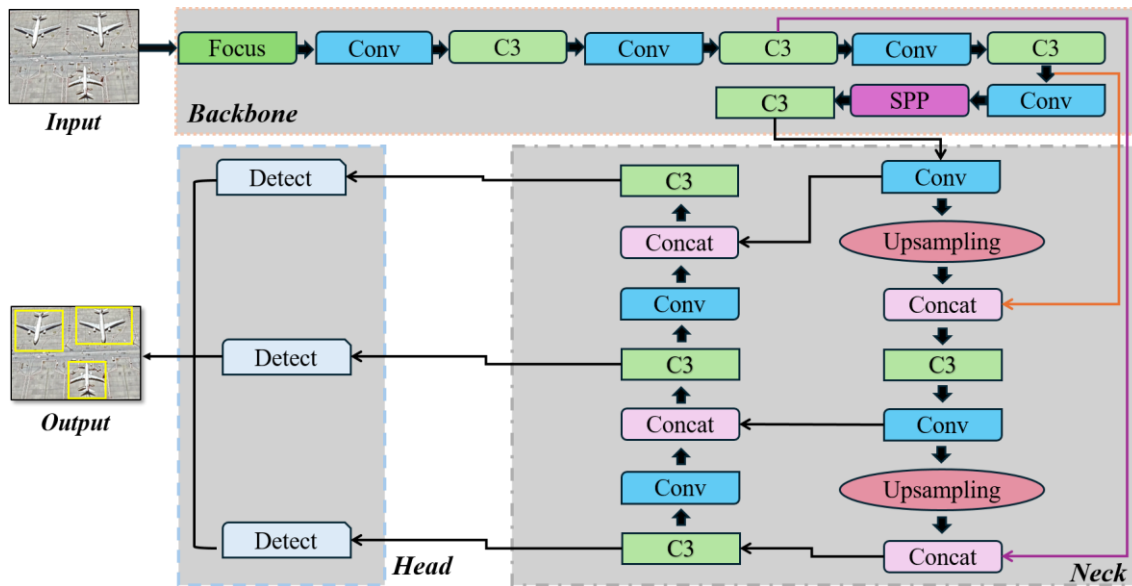 Focus
Conv
C3
Conv
C3
Conv
C3
Input
Backbone
C3
SPP
Conv
Detect
C3
Conv
Concat
Upsampling
Conv
Concat
Detect
C3
C3
Output
Concat
Conv
Conv
Upsampling
Detect
C3
Concat
Head
Neck